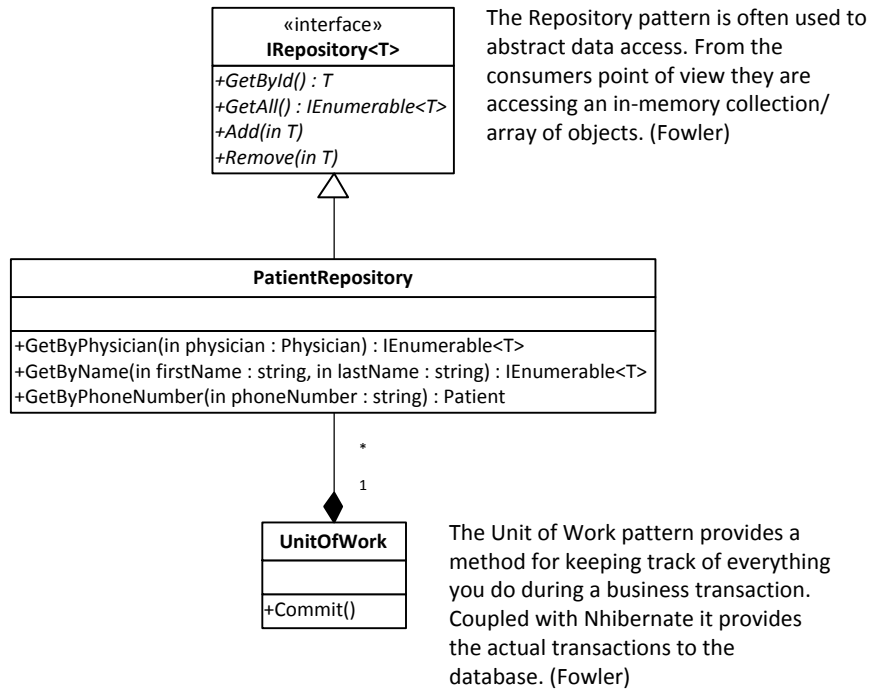 «interface»
IRepository<T>
+GetById() : T
+GetAll() : IEnumerable<T>
+Add(in T)
+Remove(in T)
The Repository pattern is often used to
abstract data access. From the
consumers point of view they are
accessing an in-memory collection/
array of objects. (Fowler)
PatientRepository
+GetByPhysician(in physician : Physician) : IEnumerable<T>
+GetByName(in firstName : string, in lastName : string) : IEnumerable<T>
+GetByPhoneNumber(in phoneNumber : string) : Patient
*
1
UnitOfWork
+Commit()
The Unit of Work pattern provides a
method for keeping track of everything
you do during a business transaction.
Coupled with Nhibernate it provides
the actual transactions to the
database. (Fowler)